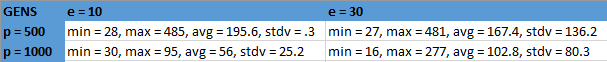 GENS e = 10 e = 30
p = 500 min = 28, max = 485, avg = 195.6, stdv = .3 min = 27, max = 481, avg = 167.4, stdv = 136.2
p = 1000 min = 30, max = 95, avg = 56, stdv = 25.2 min = 16, max = 277, avg = 102.8, stdv = 80.3